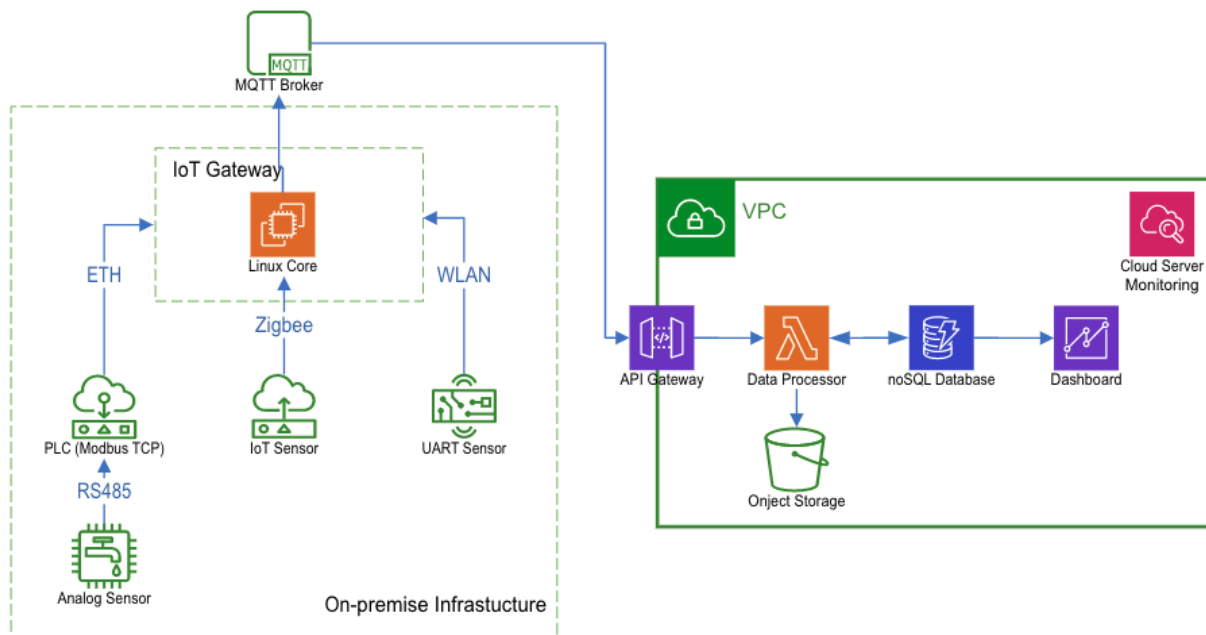 MQTT
MQTT Broker
IoT Gateway
Linux Core
ETH
WLAN
Zigbee
PLC (Modbus TCP)
IoT Sensor
UART Sensor
RS485
Analog Sensor
On-premise Infrastucture
VPC
Cloud Server
Monitoring
</>
API Gateway
Data Processor
noSQL Database
Dashboard
Onject Storage